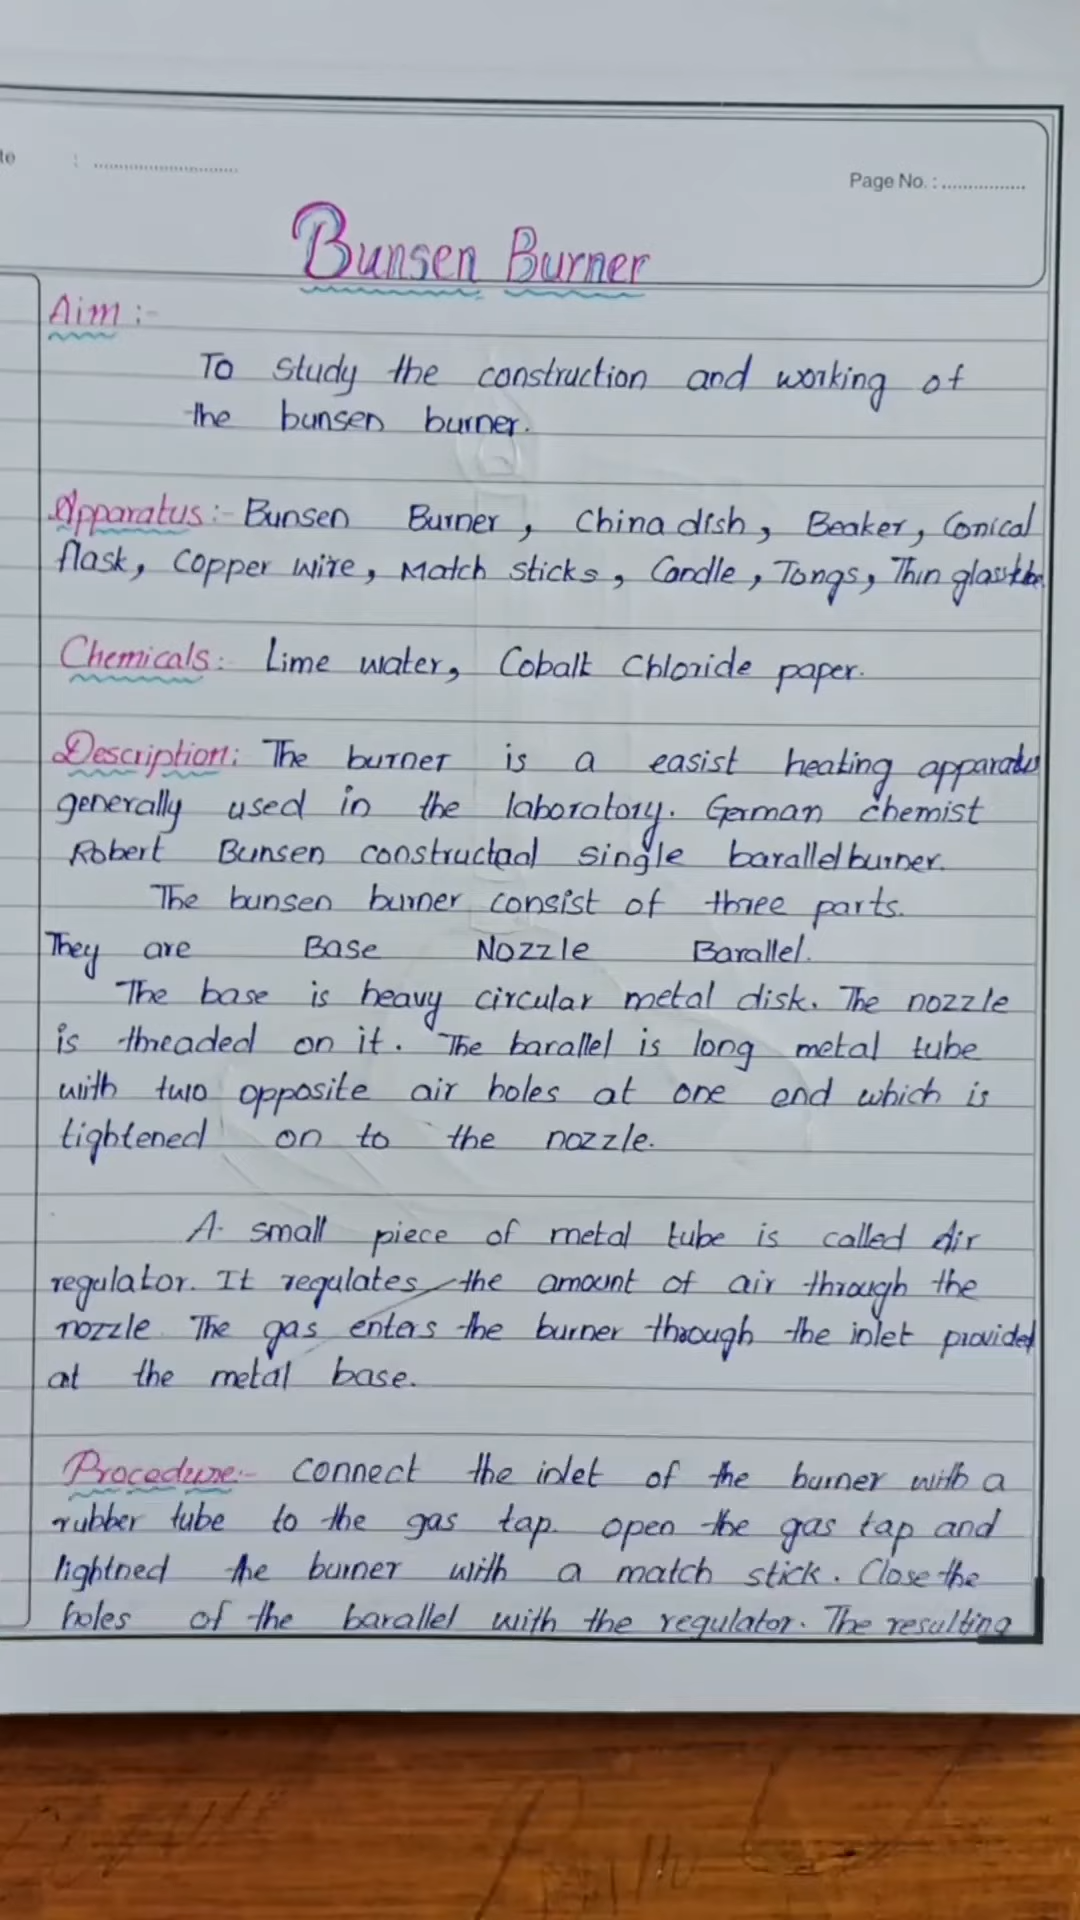 te : ................
Page No. : ................
Bunsen Burner
Aim :-
To study the construction and working of
the bunsen burner.
Apparatus :- Bunsen Burner , China dish, Beaker, Conical
flask, Copper wire, Match sticks, Candle, Tongs, Thin glass
Chemicals : Lime water, Cobalt Chloride paper.
Description: The burner is a easist heating apparatus
generally used in the laboratory. German chemist
Robert Bunsen constructed single barallel burner.
The bunsen burner consist of three parts.
They are Base Nozzle Barallel.
The base is heavy circular metal disk. The nozzle
is threaded on it. The barallel is long metal tube
with two opposite air holes at one end which is
tightened on to the nozzle.
A small piece of metal tube is called air
regulator. It regulates the amount of air through the
nozzle. The gas enters the burner through the inlet provided
at the metal base.
Procedure:- Connect the inlet of the burner with a
rubber tube to the gas tap. open the gas tap and
lightned the burner with a match stick. Close the
holes of the barallel with the regulator. The resulting